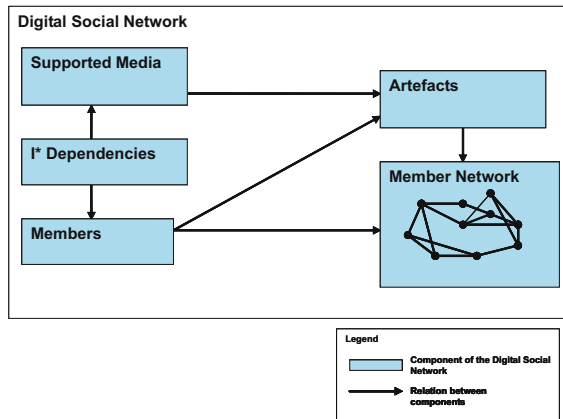 Digital Social Network
Supported Media
Artefacts
I* Dependencies
Member Network
Members
Legend
Component of the Digital Social
Network
Relation between
components